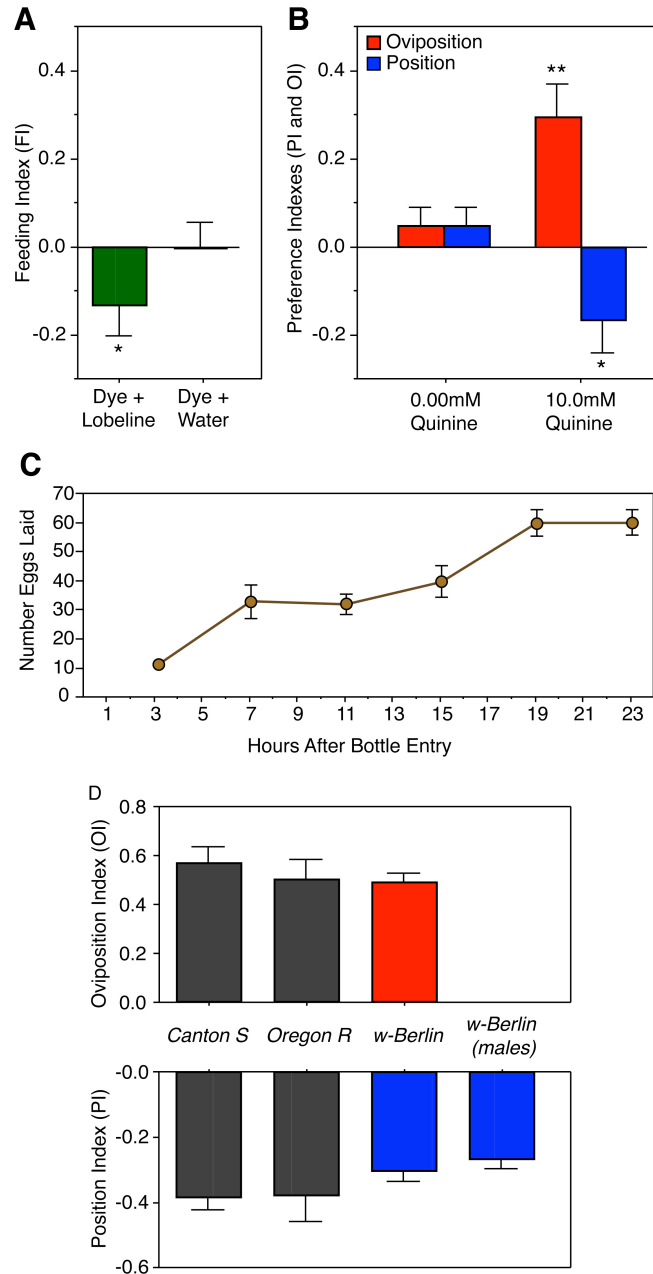 A
Feeding Index (FI)
0.4
0.2
0.0
-0.2
*
Dye +
Lobeline
Dye +
Water
B
Preference Indexes (PI and OI)
Oviposition
Position
0.4
0.2
0.0
-0.2
**
*
0.00mM
Quinine
10.0mM
Quinine
C
Number Eggs Laid
70
60
50
40
30
20
10
0
1 3 5 7 9 11 13 15 17 19 21 23
Hours After Bottle Entry
D
Oviposition Index (OI)
0.8
0.6
0.4
0.2
0.0
Canton S
Oregon R
w-Berlin
w-Berlin
(males)
Position Index (PI)
-0.0
-0.2
-0.4
-0.6